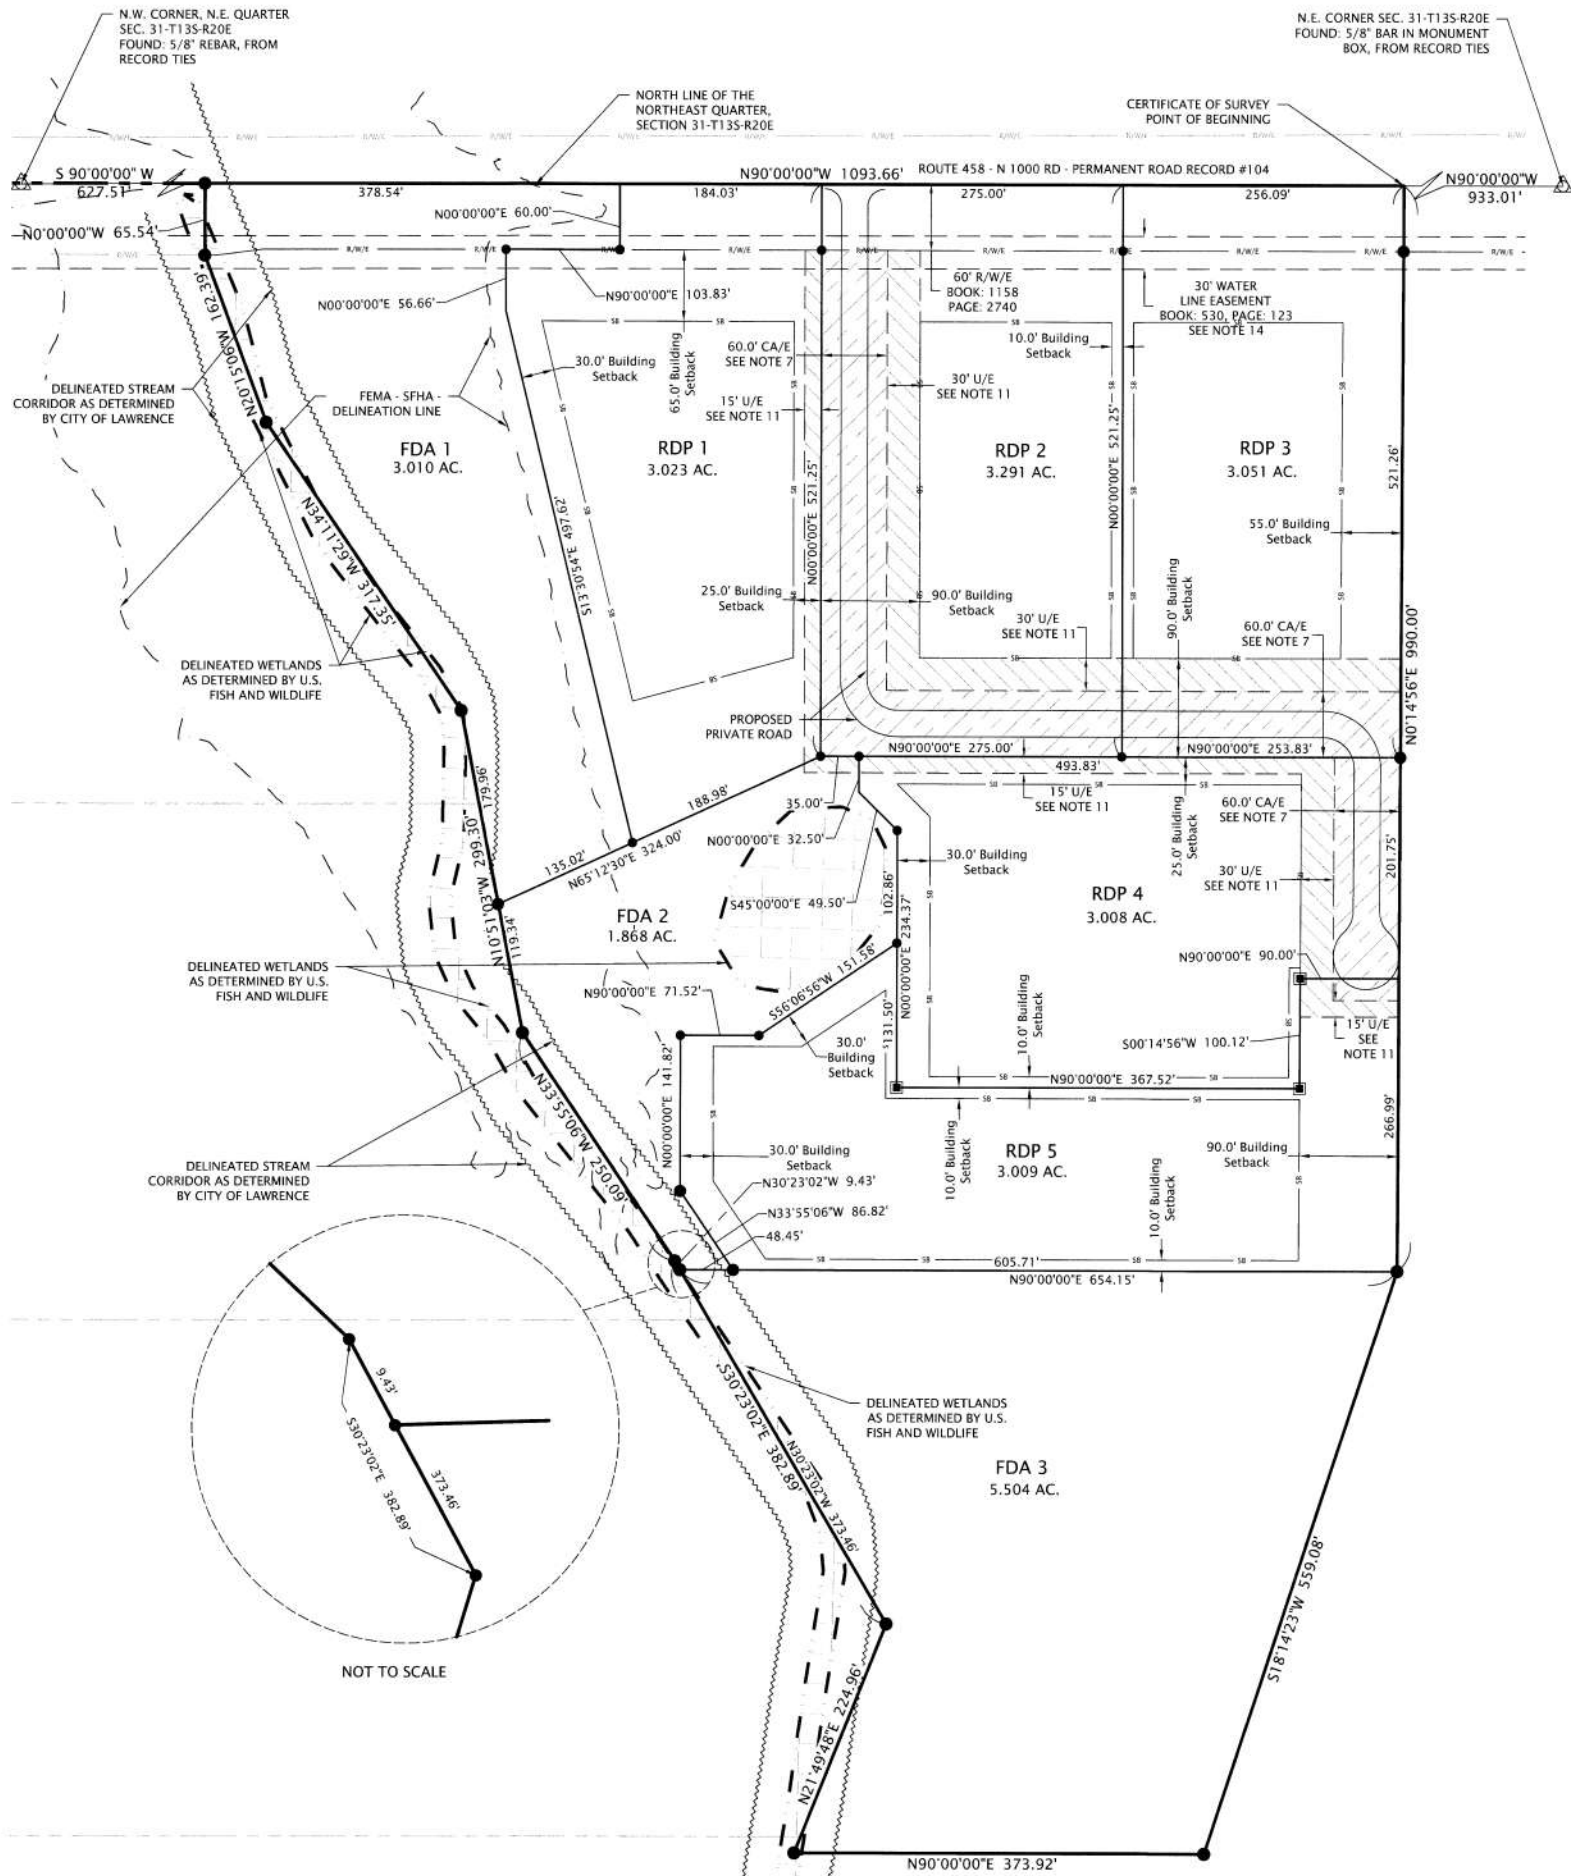 N.W. CORNER, N.E. QUARTER
SEC. 31-T13S-R20E
FOUND: 5/8" REBAR, FROM
RECORD TIES
N.E. CORNER SEC. 31-T13S-R20E
FOUND: 5/8" BAR IN MONUMENT
BOX, FROM RECORD TIES
NORTH LINE OF THE
NORTHEAST QUARTER,
SECTION 31-T13S-R20E
CERTIFICATE OF SURVEY
POINT OF BEGINNING
S 90°00'00" W
627.51'
378.54'
184.03'
N90°00'00"W 1093.66'
ROUTE 458 - N 1000 RD - PERMANENT ROAD RECORD #104
275.00'
256.09'
N90°00'00"W
933.01'
N00°00'00"E 60.00'
N0°00'00"W 65.54'
R/W/E
R/W/E
R/W/E
R/W/E
R/W/E
R/W/E
R/W/E
R/W/E
N00°00'00"E 56.66'
N90°00'00"E 103.83'
60' R/W/E
BOOK: 1158
PAGE: 2740
30' WATER
LINE EASEMENT
BOOK: 530, PAGE: 123
SEE NOTE 14
N20°15'06"W 162.39'
DELINEATED STREAM
CORRIDOR AS DETERMINED
BY CITY OF LAWRENCE
FEMA - SFHA -
DELINEATION LINE
30.0' Building
Setback
65.0' Building
Setback
60.0' CA/E
SEE NOTE 7
15' U/E
SEE NOTE 11
30' U/E
SEE NOTE 11
10.0' Building
Setback
FDA 1
3.010 AC.
RDP 1
3.023 AC.
RDP 2
3.291 AC.
RDP 3
3.051 AC.
N00°00'00"E 521.25'
N00°00'00"E 521.25'
521.26'
55.0' Building
Setback
N34°11'29"W 317.35'
S13°30'54"E 497.62'
25.0' Building
Setback
90.0' Building
Setback
30' U/E
SEE NOTE 11
90.0' Building
Setback
60.0' CA/E
SEE NOTE 7
N0°14'56"E 990.00'
DELINEATED WETLANDS
AS DETERMINED BY U.S.
FISH AND WILDLIFE
PROPOSED
PRIVATE ROAD
N90°00'00"E 275.00'
N90°00'00"E 253.83'
493.83'
179.96'
N10°51'03"W 299.30'
119.34'
188.98'
135.02'
N65°12'30"E 324.00'
35.00'
N00°00'00"E 32.50'
S45°00'00"E 49.50'
15' U/E
SEE NOTE 11
25.0' Building
Setback
60.0' CA/E
SEE NOTE 7
201.75'
30' U/E
SEE NOTE 11
30.0' Building
Setback
102.86'
N00°00'00"E 234.37'
131.50'
RDP 4
3.008 AC.
FDA 2
1.868 AC.
DELINEATED WETLANDS
AS DETERMINED BY U.S.
FISH AND WILDLIFE
N90°00'00"E 71.52'
S56°06'56"W 151.58'
N90°00'00"E 90.00'
30.0'
Building
Setback
10.0' Building
Setback
S00°14'56"W 100.12'
15' U/E
SEE
NOTE 11
N90°00'00"E 367.52'
N00°00'00"E 141.82'
N33°55'06"W 250.09'
266.99'
DELINEATED STREAM
CORRIDOR AS DETERMINED
BY CITY OF LAWRENCE
30.0' Building
Setback
10.0' Building
Setback
RDP 5
3.009 AC.
10.0' Building
Setback
90.0' Building
Setback
N30°23'02"W 9.43'
N33°55'06"W 86.82'
48.45'
605.71'
N90°00'00"E 654.15'
9.43'
S30°23'02"E 382.89'
373.46'
NOT TO SCALE
S30°23'02"E 382.89'
N30°23'02"W 373.46'
DELINEATED WETLANDS
AS DETERMINED BY U.S.
FISH AND WILDLIFE
FDA 3
5.504 AC.
S18°14'23"W 559.08'
N21°49'48"E 224.96'
N90°00'00"E 373.92'